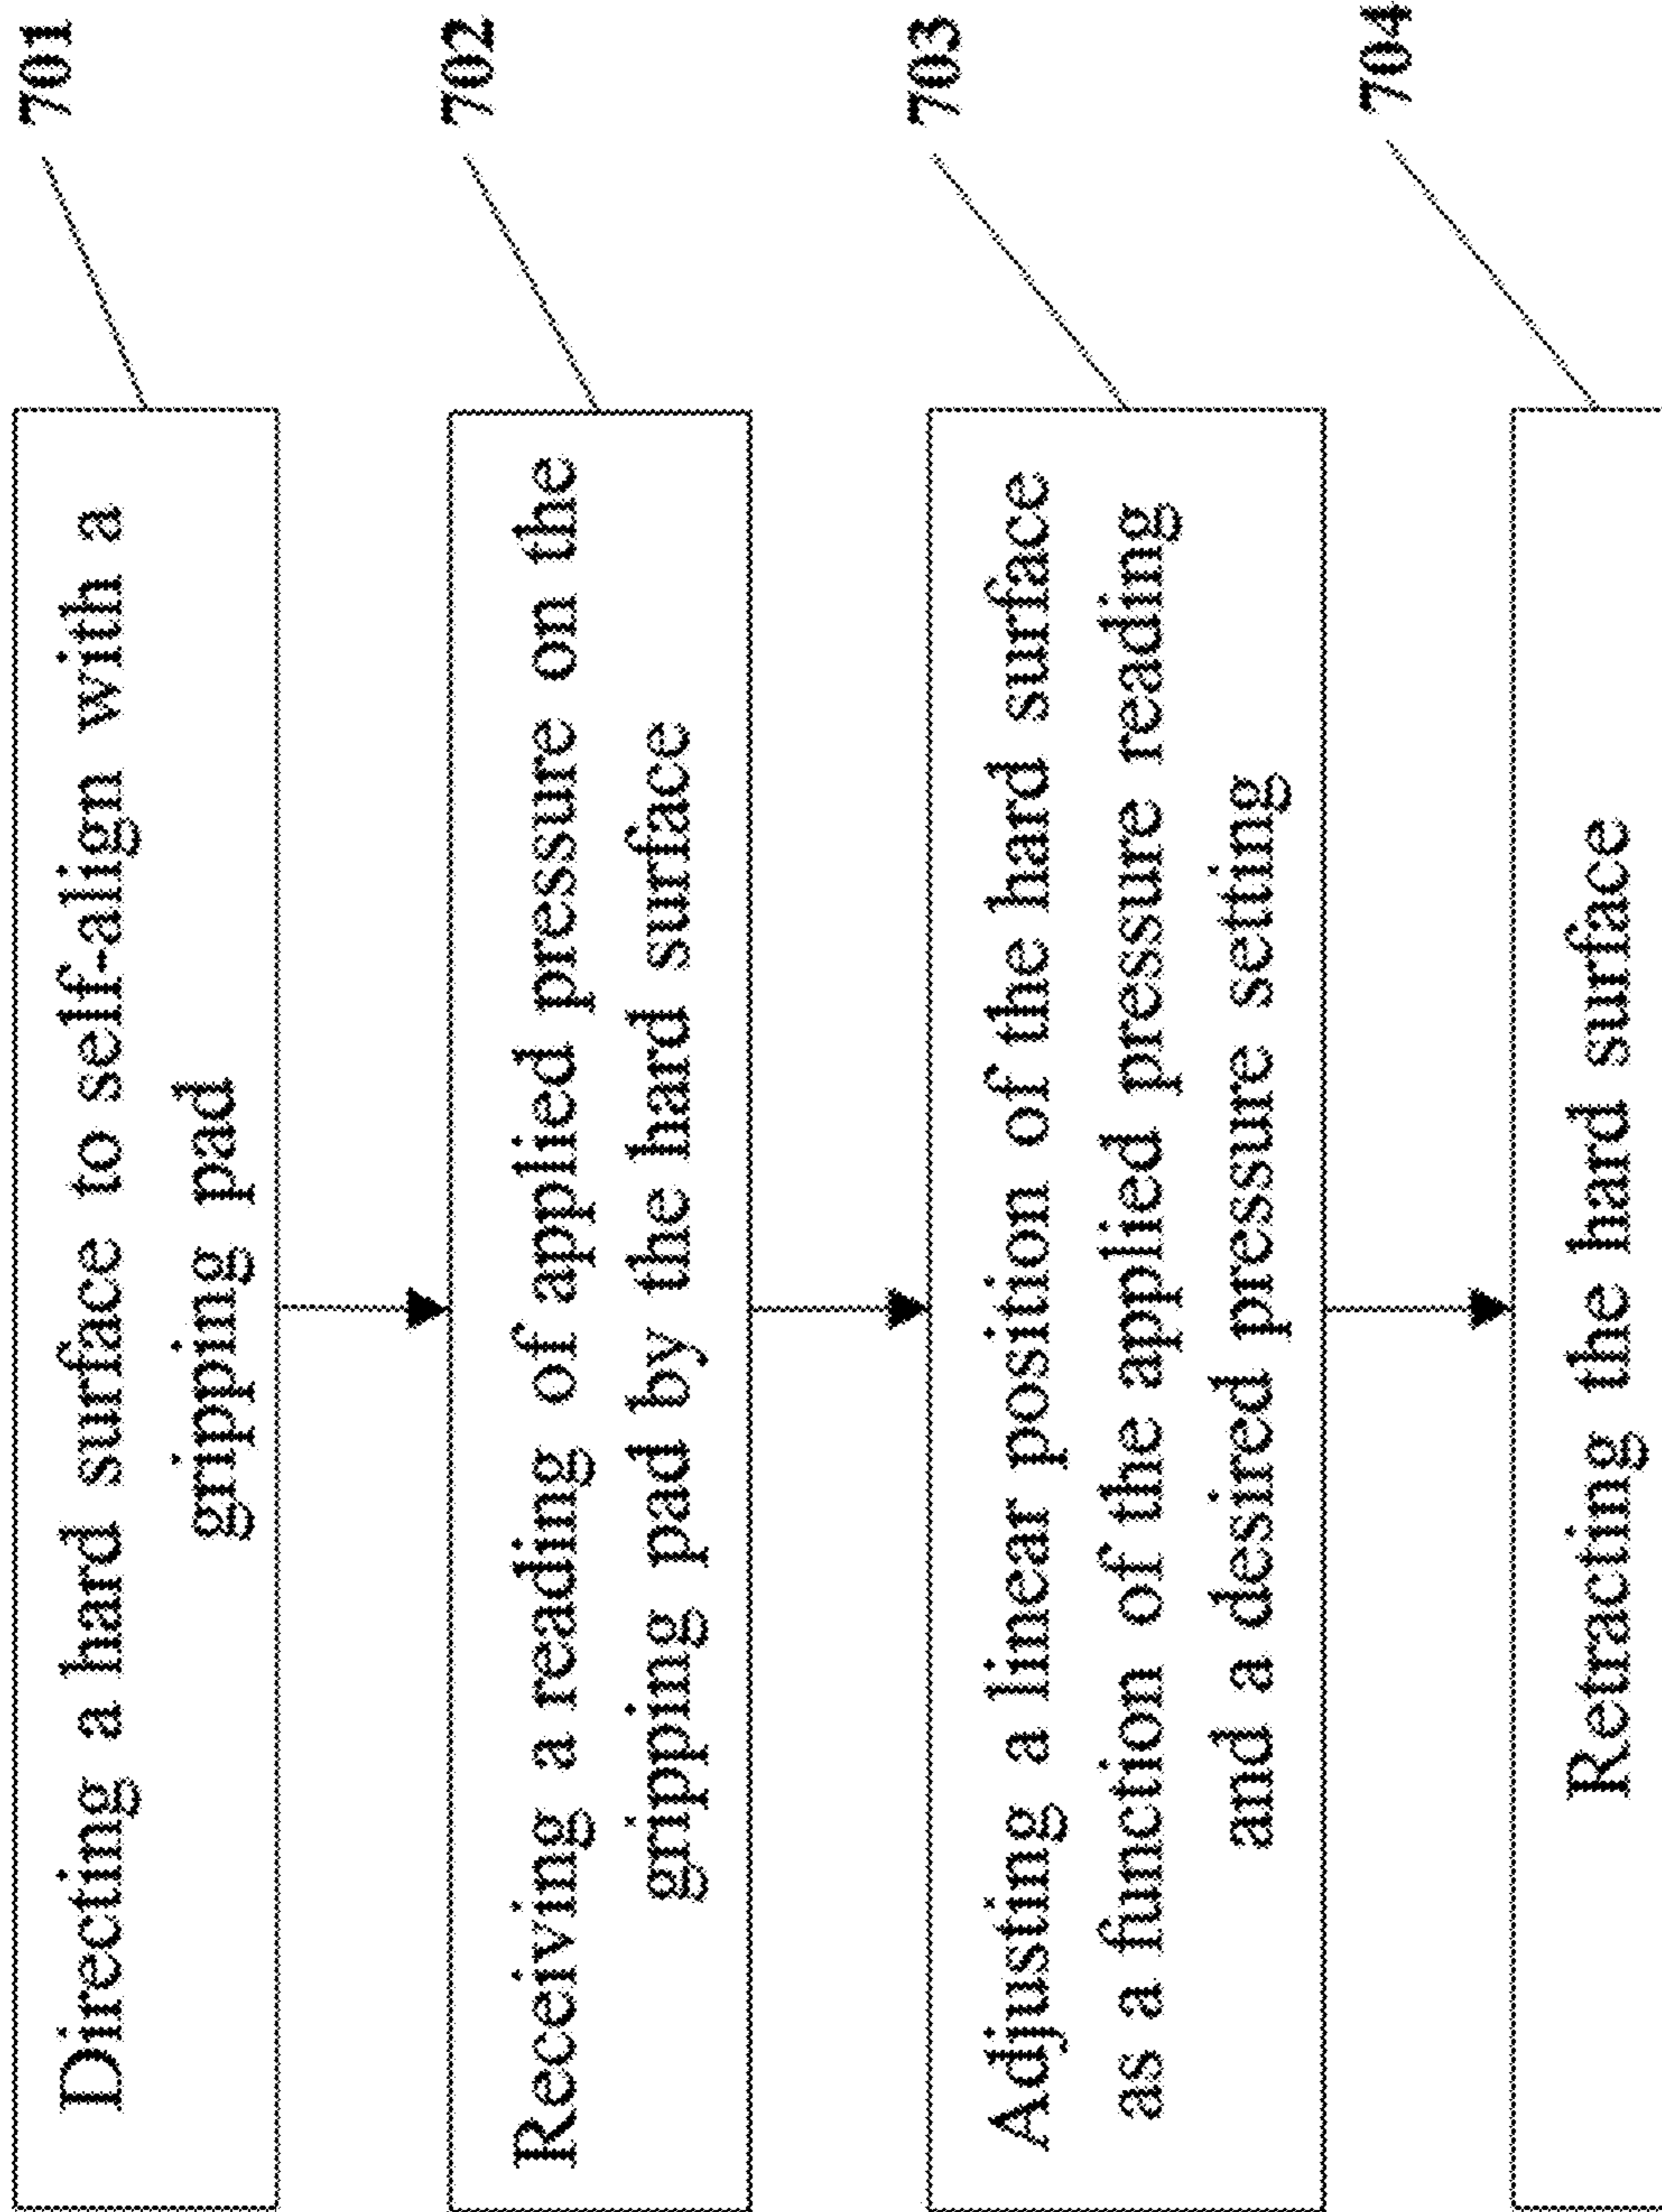 Directing a hard surface to self-align with a
gripping pad
701
Receiving a reading of applied pressure on the
gripping pad by the hard surface
702
Adjusting a linear position of the hard surface
as a function of the applied pressure reading
and a desired pressure setting
703
Retracting the hard surface
704